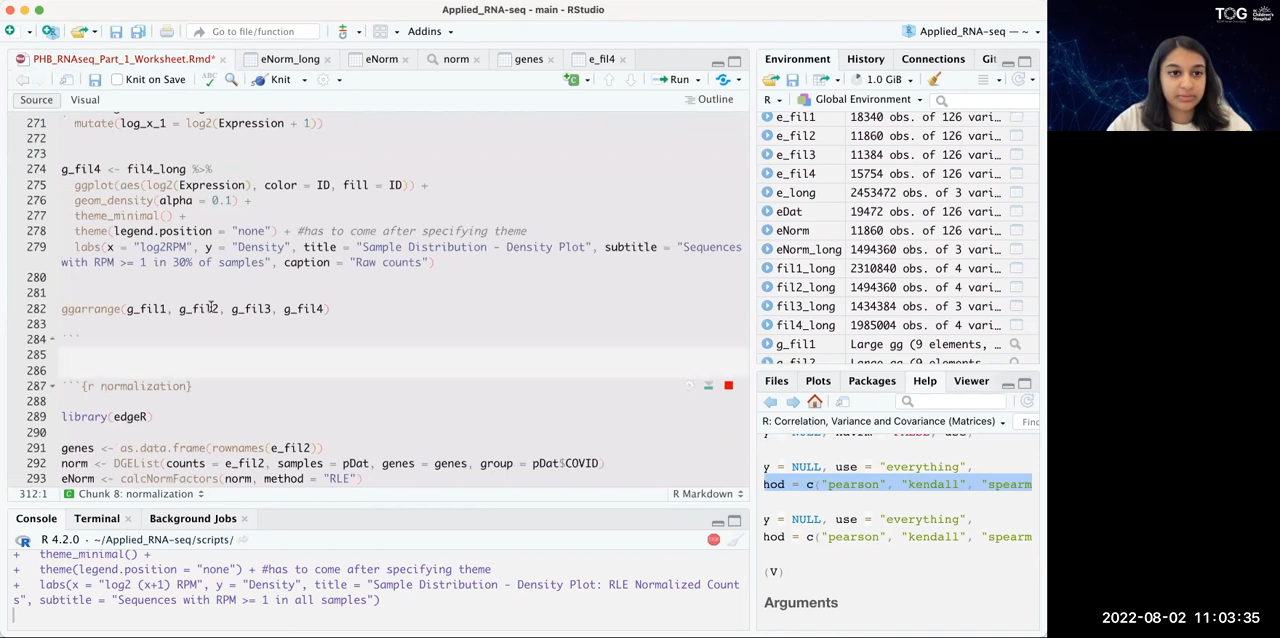 Applied_RNA-seq - main - RStudio
Go to file/function
Addins
Applied_RNA-seq — ~
TOG
PHB_RNAseq_Part_1_Worksheet.Rmd*
eNorm_long
eNorm
norm
genes
e_fil4
Environment
History
Connections
Knit on Save
ABC
Knit
Run
1.0 GiB
Source
Visual
Outline
R
Global Environment
271 mutate(log_x_1 = log2(Expression + 1))
272
273
274 g_fil4 <- fil4_long %>%
275 ggplot(aes(log2(Expression), color = ID, fill = ID)) +
276 geom_density(alpha = 0.1) +
277 theme_minimal() +
278 theme(legend.position = "none") + #has to come after specifying theme
279 labs(x = "log2RPM", y = "Density", title = "Sample Distribution - Density Plot", subtitle = "Sequences
with RPM >= 1 in 30% of samples", caption = "Raw counts")
280
281
282 ggarrange(g_fil1, g_fil2, g_fil3, g_fil4)
283
284 ```
285
286
287 ```{r normalization}
288
289 library(edgeR)
290
291 genes <- as.data.frame(rownames(e_fil2))
292 norm <- DGEList(counts = e_fil2, samples = pDat, genes = genes, group = pDat$COVID)
293 eNorm <- calcNormFactors(norm, method = "RLE")
312:1
Chunk 8: normalization
R Markdown
e_fil1 18340 obs. of 126 vari…
e_fil2 11860 obs. of 126 vari…
e_fil3 11384 obs. of 126 vari…
e_fil4 15754 obs. of 126 vari…
e_long 2453472 obs. of 3 vari…
eDat 19472 obs. of 126 vari…
eNorm 11860 obs. of 126 vari…
eNorm_long 1494360 obs. of 3 vari…
fil1_long 2310840 obs. of 4 vari…
fil2_long 1494360 obs. of 4 vari…
fil3_long 1434384 obs. of 3 vari…
fil4_long 1985004 obs. of 4 vari…
g_fil1 Large gg (9 elements, …
Files
Plots
Packages
Help
Viewer
R: Correlation, Variance and Covariance (Matrices)
y = NULL, use = "everything",
hod = c("pearson", "kendall", "spearm
y = NULL, use = "everything",
hod = c("pearson", "kendall", "spearm
(V)
Arguments
Console
Terminal
Background Jobs
R 4.2.0 · ~/Applied_RNA-seq/scripts/
+ theme_minimal() +
+ theme(legend.position = "none") + #has to come after specifying theme
+ labs(x = "log2 (x+1) RPM", y = "Density", title = "Sample Distribution - Density Plot: RLE Normalized Count
s", subtitle = "Sequences with RPM >= 1 in all samples")
2022-08-02 11:03:35